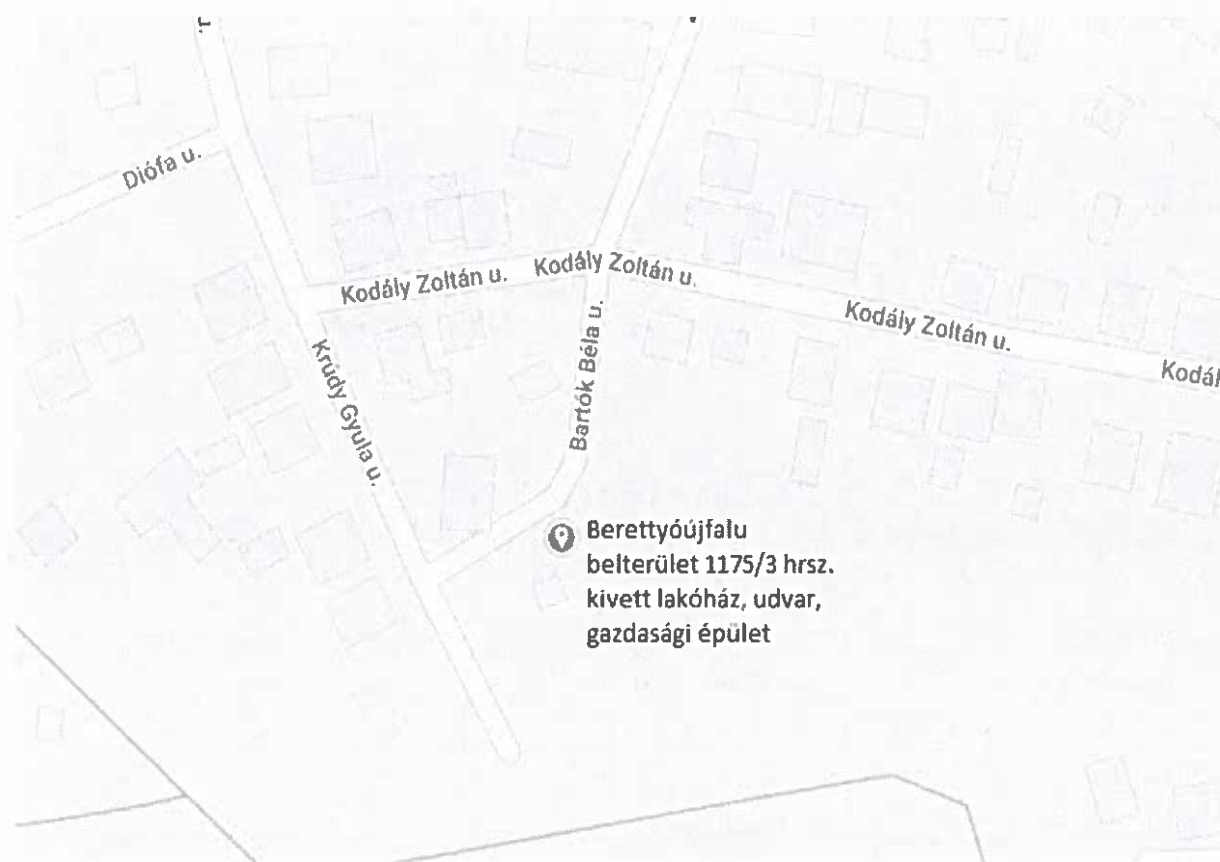 J.
Diófa u.
Kodály Zoltán u.
Kodály Zoltán u.
Kodály Zoltán u.
Kodál
Krúdy Gyula u.
Bartók Béla u.
Berettyóújfalu
belterület 1175/3 hrsz.
kivett lakóház, udvar,
gazdasági épület